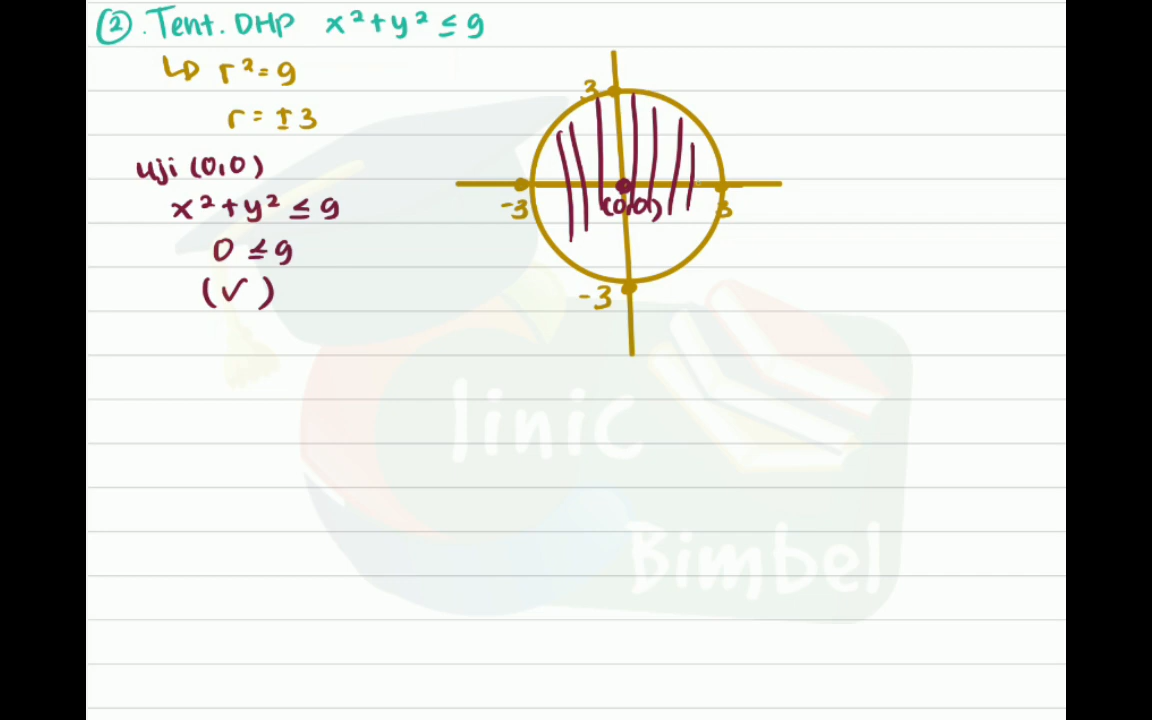 ② . Tent. DHP x² + y² ≤ 9
↳ r² = 9
r = ± 3
uji (0,0)
x² + y² ≤ 9
0 ≤ 9
(✓)
3
-3
(0,0)
3
-3
linic
Bimbel